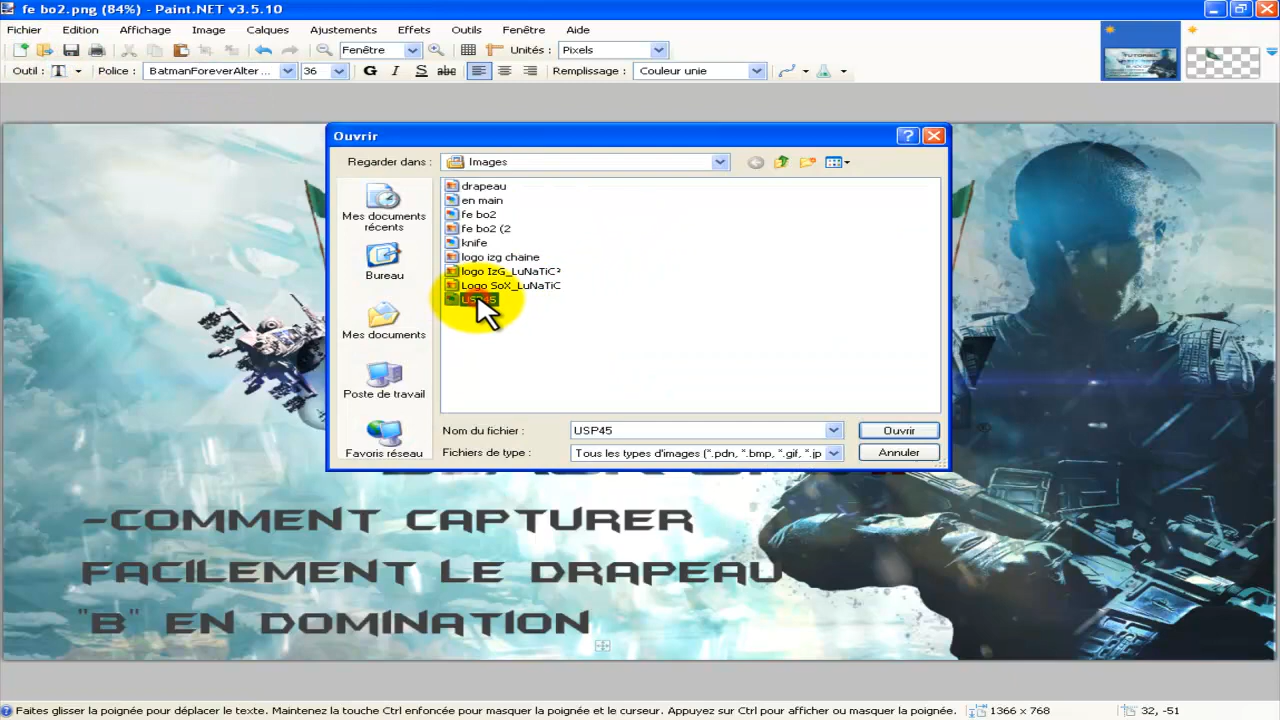 fe bo2.png (84%) - Paint.NET v3.5.10
Fichier Edition Affichage Image Calques Ajustements Effets Outils Fenêtre Aide
Fenêtre Unités : Pixels
Outil : T Police : BatmanForeverAlter ... 36 G I S abc Remplissage : Couleur unie
Ouvrir
Regarder dans : Images
drapeau
en main
fe bo2
fe bo2 (2
knife
logo izg chaine
logo IzG_LuNaTiC³
Logo SoX_LuNaTiC
USP45
Mes documents récents
Bureau
Mes documents
Poste de travail
Favoris réseau
Nom du fichier : USP45 Ouvrir
Fichiers de type : Tous les types d'images (*.pdn, *.bmp, *.gif, *.jp Annuler
-COMMENT CAPTURER
FACILEMENT LE DRAPEAU
"B" EN DOMINATION
Faites glisser la poignée pour déplacer le texte. Maintenez la touche Ctrl enfoncée pour masquer la poignée et le curseur. Appuyez sur Ctrl pour afficher ou masquer la poignée. 1366 x 768 32, -51